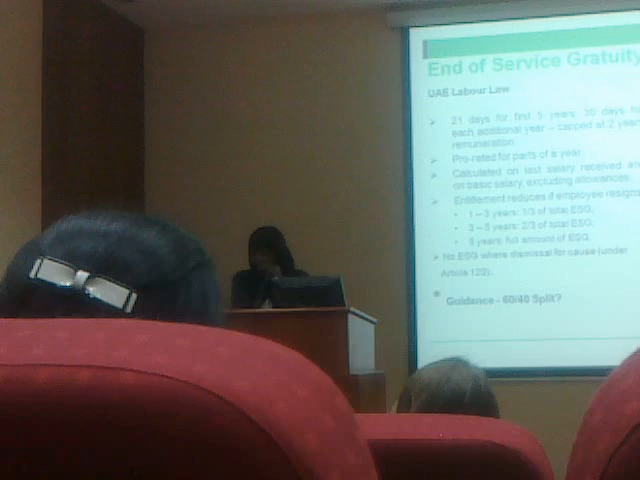 End of Service Gratuity
UAE Labour Law
21 days for first 5 years. 30 days for
each additional year – capped at 2 years
remuneration
Pro-rated for parts of a year
Calculated on last salary received and
on basic salary, excluding allowances.
Entitlement reduces if employee resigns
1 – 3 years: 1/3 of total ESG;
3 – 5 years: 2/3 of total ESG;
5 years: full amount of ESG.
No ESG where dismissal for cause (under
Article 120).
Guidance - 60/40 Split?